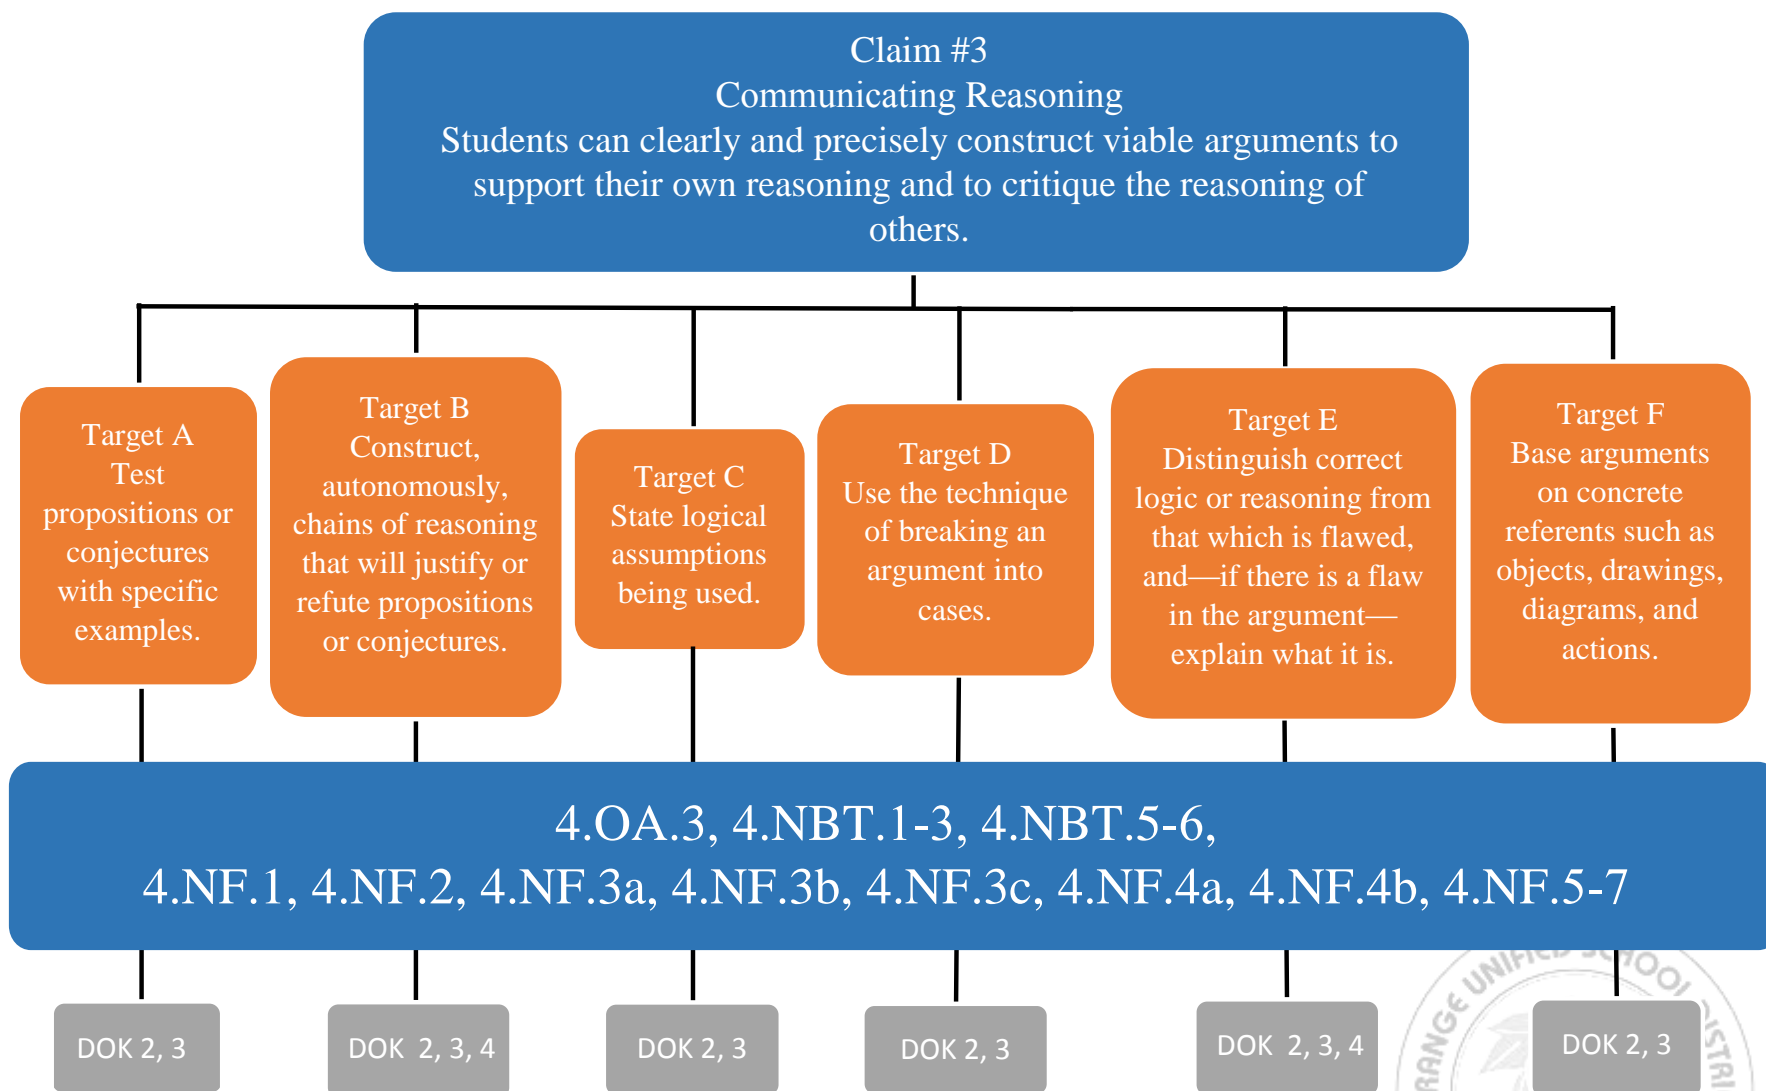 Claim #3
Communicating Reasoning
Students can clearly and precisely construct viable arguments to
support their own reasoning and to critique the reasoning of
others.
Target A
Test
propositions or
conjectures
with specific
examples.
Target B
Construct,
autonomously,
chains of reasoning
that will justify or
refute propositions
or conjectures.
Target C
State logical
assumptions
being used.
Target D
Use the technique
of breaking an
argument into
cases.
Target E
Distinguish correct
logic or reasoning from
that which is flawed,
and—if there is a flaw
in the argument—
explain what it is.
Target F
Base arguments
on concrete
referents such as
objects, drawings,
diagrams, and
actions.
4.OA.3, 4.NBT.1-3, 4.NBT.5-6,
4.NF.1, 4.NF.2, 4.NF.3a, 4.NF.3b, 4.NF.3c, 4.NF.4a, 4.NF.4b, 4.NF.5-7
DOK 2, 3
DOK  2, 3, 4
DOK 2, 3
DOK 2, 3
DOK  2, 3, 4
DOK 2, 3
UNIFIED SCHOOL